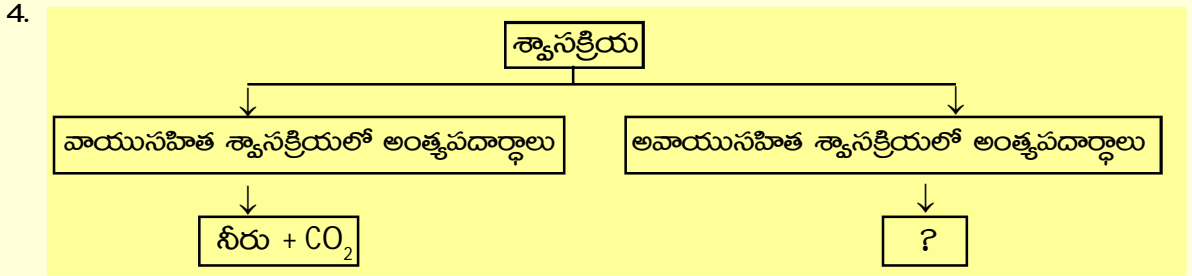 4.
శ్వాసక్రియ
వాయుసహిత శ్వాసక్రియలో అంత్యపదార్ధాలు
అవాయుసహిత శ్వాసక్రియలో అంత్యపదార్ధాలు
నీరు + CO₂
?